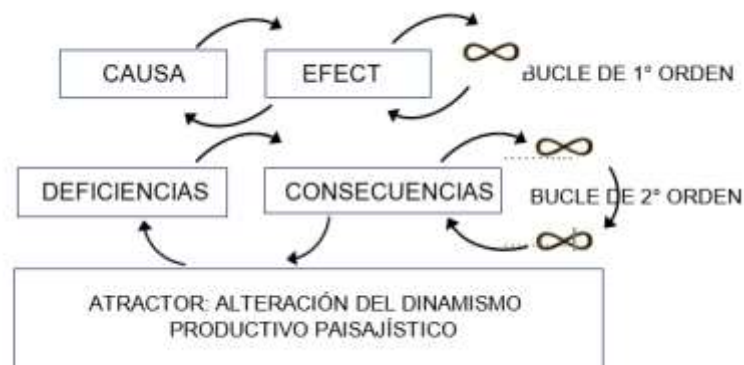 CAUSA
EFECT
BUCLE DE 1° ORDEN
DEFICIENCIAS
CONSECUENCIAS
BUCLE DE 2° ORDEN
ATRACTOR: ALTERACIÓN DEL DINAMISMO
PRODUCTIVO PAISAJÍSTICO